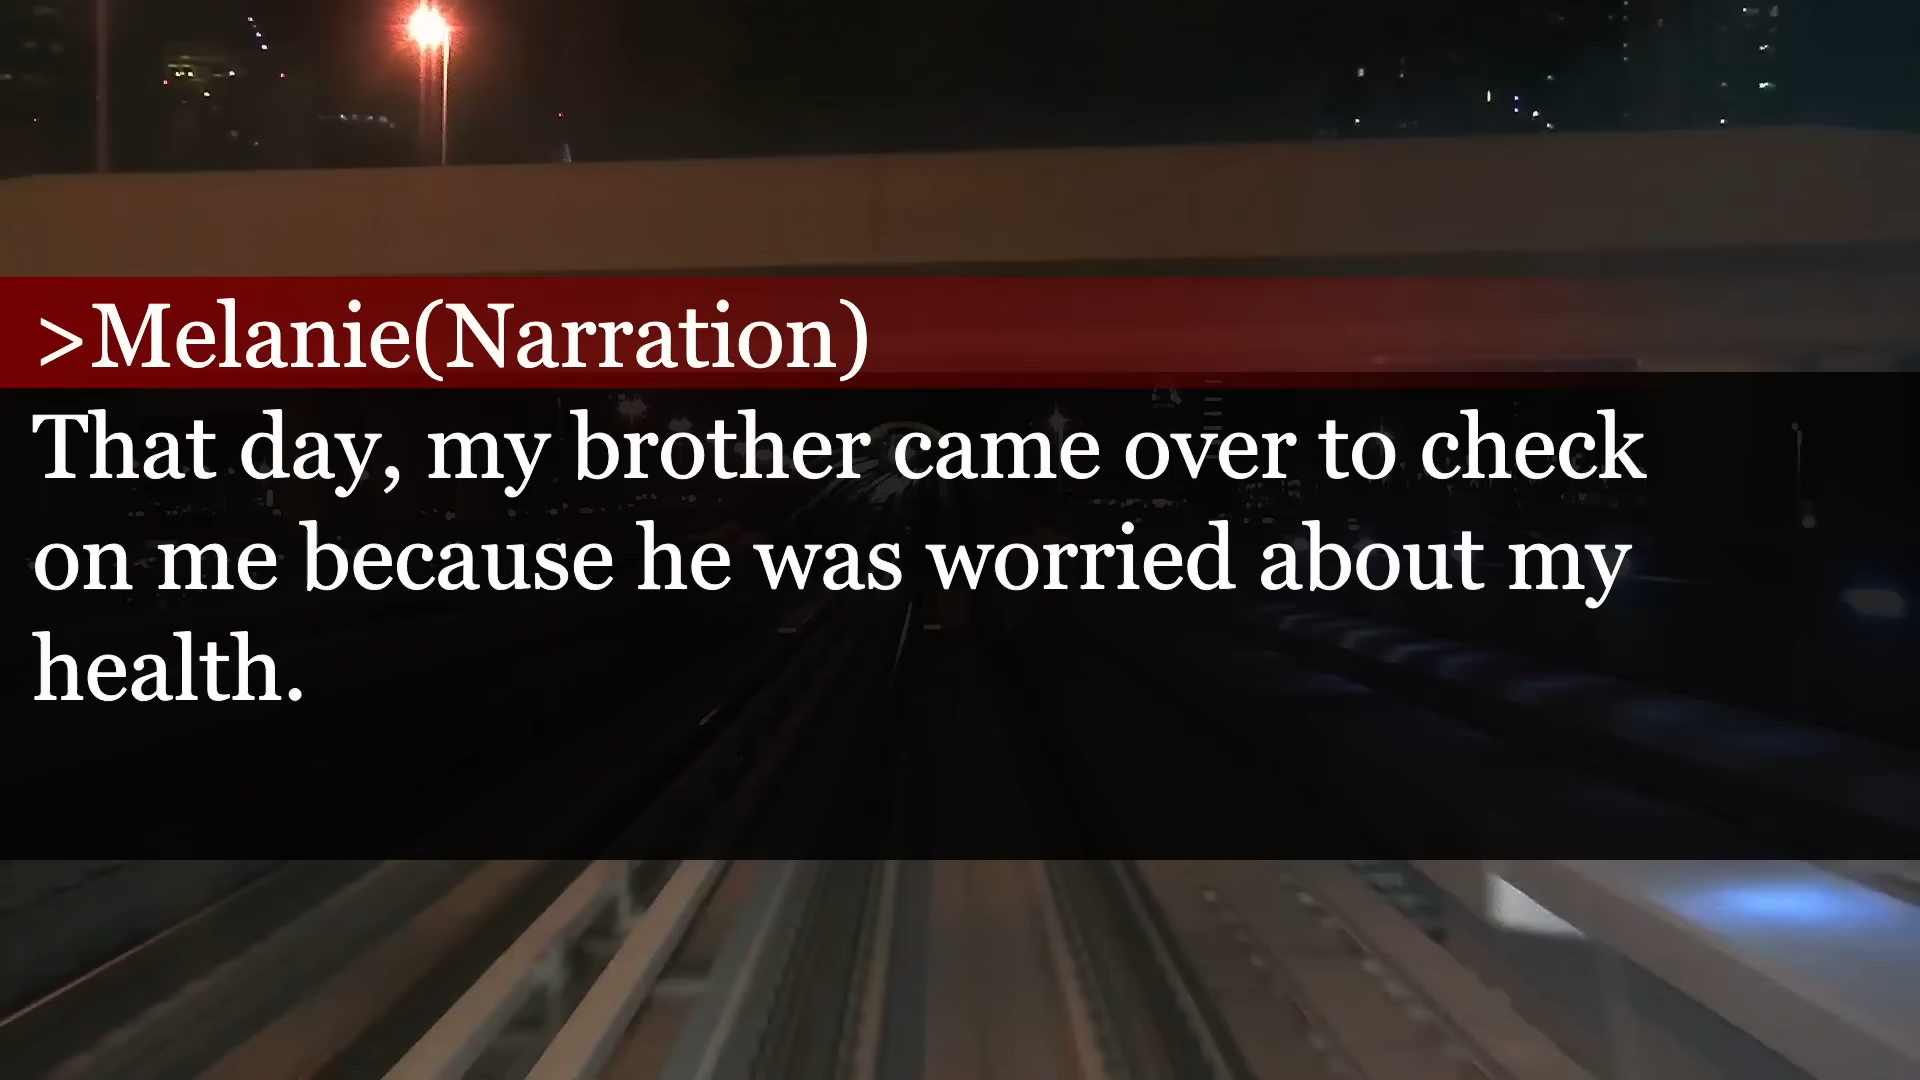 >Melanie(Narration)
That day, my brother came over to check
on me because he was worried about my
health.